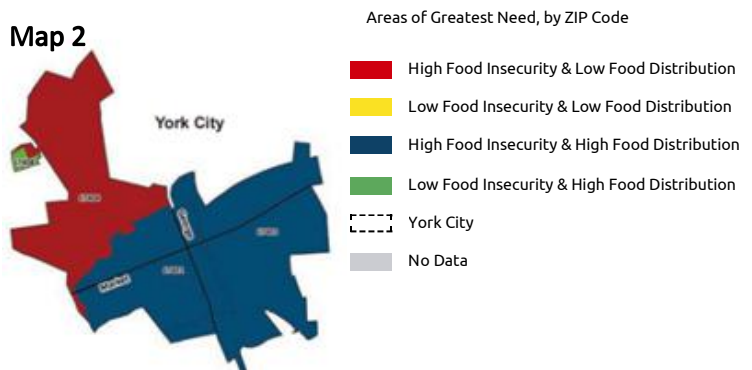 Areas of Greatest Need, by ZIP Code
Map 2
High Food Insecurity & Low Food Distribution
York City
Low Food Insecurity & Low Food Distribution
High Food Insecurity & High Food Distribution
Low Food Insecurity & High Food Distribution
York City
No Data
George
Market